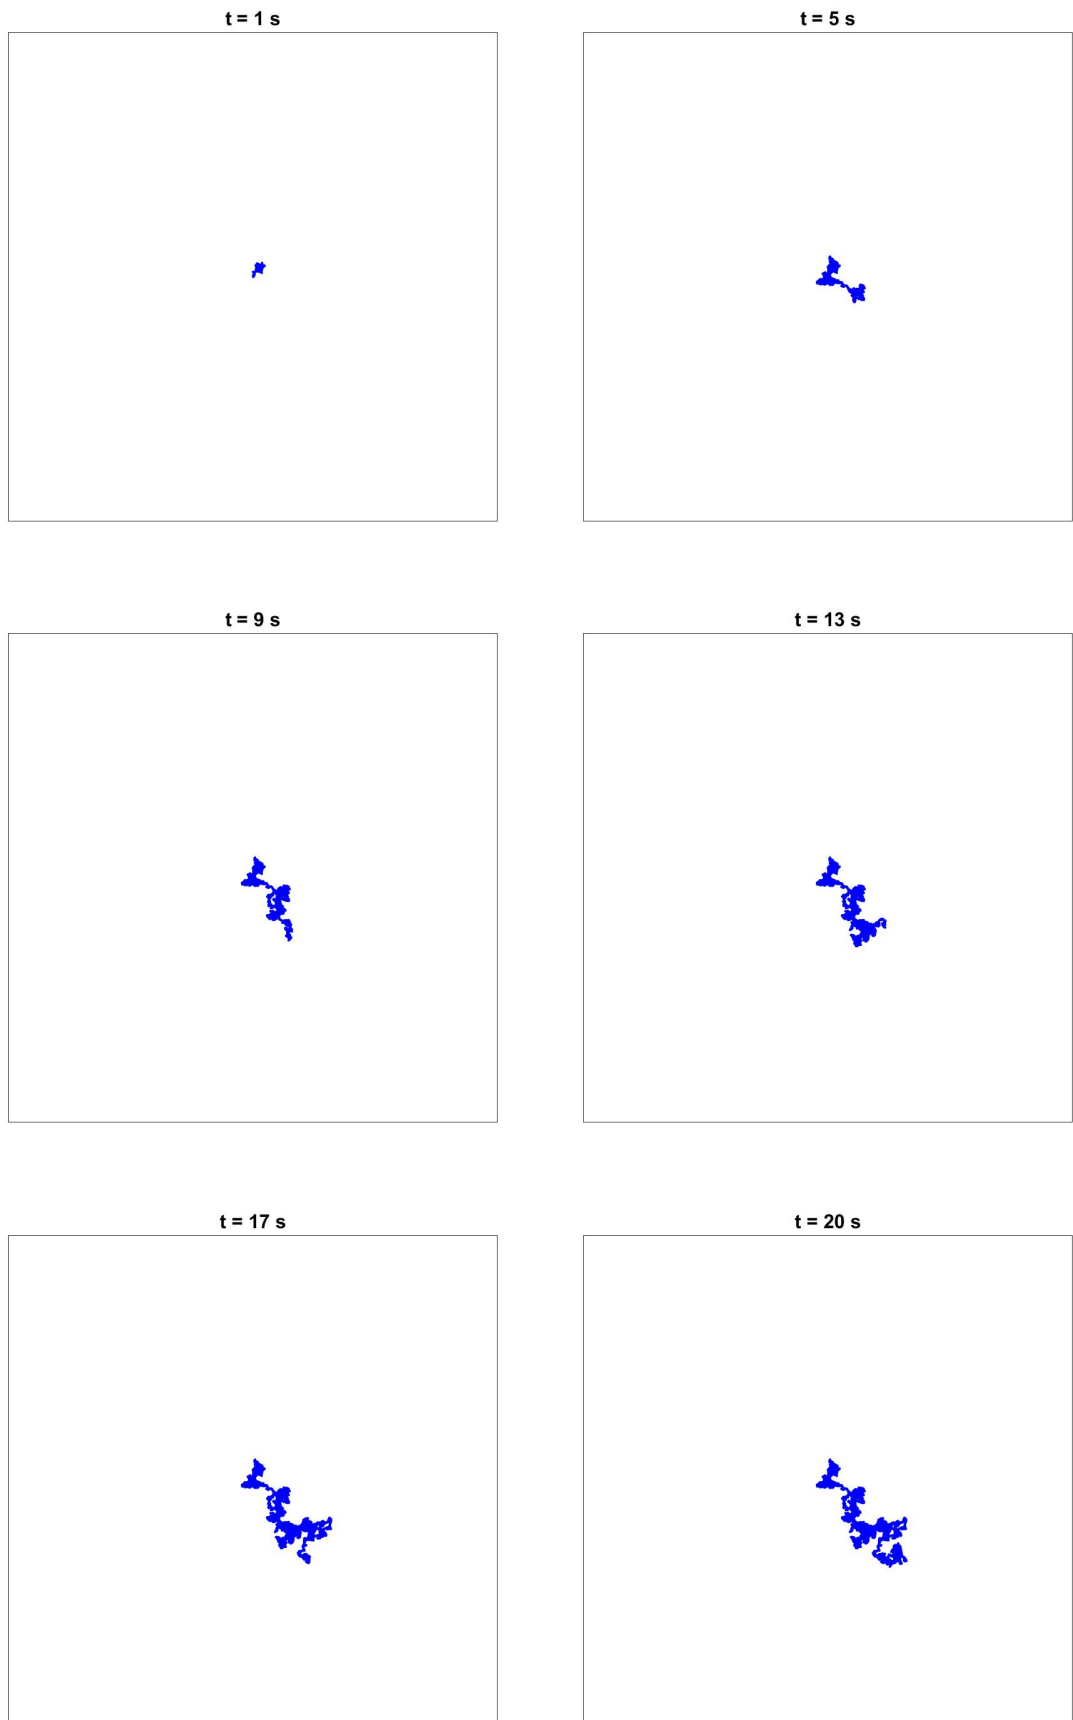 t = 1 s
t = 5 s
t = 9 s
t = 13 s
t = 17 s
t = 20 s